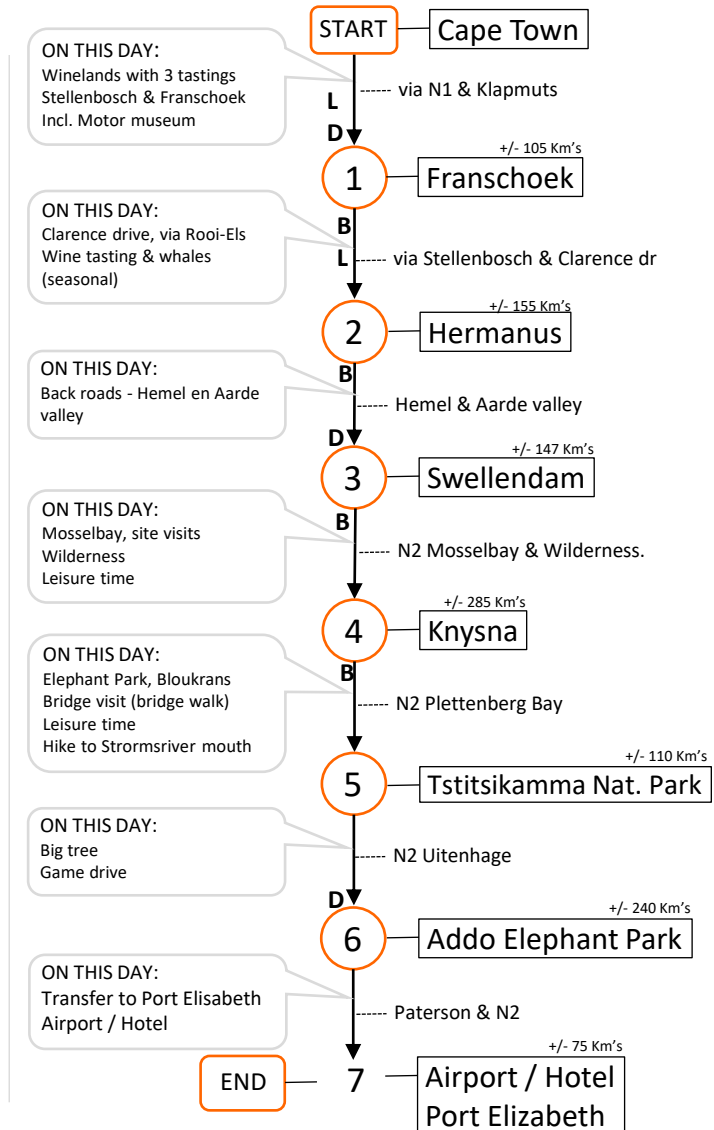 START
Cape Town
ON THIS DAY:
Winelands with 3 tastings
Stellenbosch & Franschoek
Incl. Motor museum
via N1 & Klapmuts
L
D
+/- 105 Km's
1
Franschoek
ON THIS DAY:
Clarence drive, via Rooi-Els
Wine tasting & whales
(seasonal)
B
L
via Stellenbosch & Clarence dr
+/- 155 Km's
2
Hermanus
ON THIS DAY:
Back roads - Hemel en Aarde
valley
B
Hemel & Aarde valley
D
+/- 147 Km's
3
Swellendam
ON THIS DAY:
Mosselbay, site visits
Wilderness
Leisure time
B
N2 Mosselbay & Wilderness.
+/- 285 Km's
4
Knysna
ON THIS DAY:
Elephant Park, Bloukrans
Bridge visit (bridge walk)
Leisure time
Hike to Strormsriver mouth
B
N2 Plettenberg Bay
+/- 110 Km's
5
Tstitsikamma Nat. Park
ON THIS DAY:
Big tree
Game drive
N2 Uitenhage
D
+/- 240 Km's
6
Addo Elephant Park
ON THIS DAY:
Transfer to Port Elisabeth
Airport / Hotel
Paterson & N2
+/- 75 Km's
END
7
Airport / Hotel
Port Elizabeth